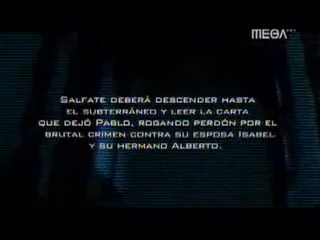 MEGA
SALFATE DEBERÁ DESCENDER HASTA
EL SUBTERRÁNEO Y LEER LA CARTA
QUE DEJÓ PABLO, ROGANDO PERDÓN POR EL
BRUTAL CRIMEN CONTRA SU ESPOSA ISABEL
Y SU HERMANO ALBERTO.